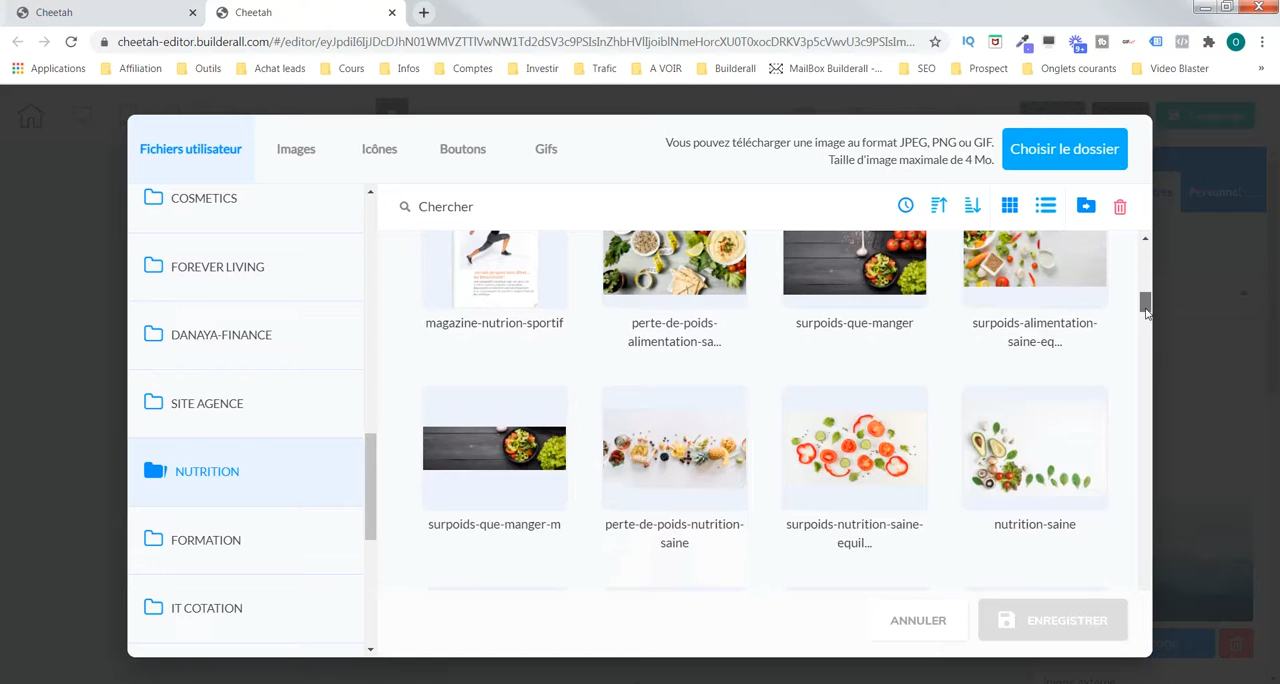 Cheetah
Cheetah
cheetah-editor.builderall.com/#/editor/eyJpdiI6IjJDcDJhN01WMVZTTlVwNW1Td2dSV3c9PSIsInZhbHVlIjoiblNmeHorcXU0T0xocDRKV3p5cVwvU3c9PSIsIm...
Applications Affiliation Outils Achat leads Cours Infos Comptes Investir Trafic A VOIR Builderall MailBox Builderall -... SEO Prospect Onglets courants Video Blaster »
Fichiers utilisateur Images Icônes Boutons Gifs
Vous pouvez télécharger une image au format JPEG, PNG ou GIF.
Taille d'image maximale de 4 Mo.
Choisir le dossier
COSMETICS
FOREVER LIVING
DANAYA-FINANCE
SITE AGENCE
NUTRITION
FORMATION
IT COTATION
Chercher
magazine-nutrion-sportif
perte-de-poids-
alimentation-sa...
surpoids-que-manger
surpoids-alimentation-
saine-eq...
surpoids-que-manger-m
perte-de-poids-nutrition-
saine
surpoids-nutrition-saine-
equil...
nutrition-saine
ANNULER
ENREGISTRER